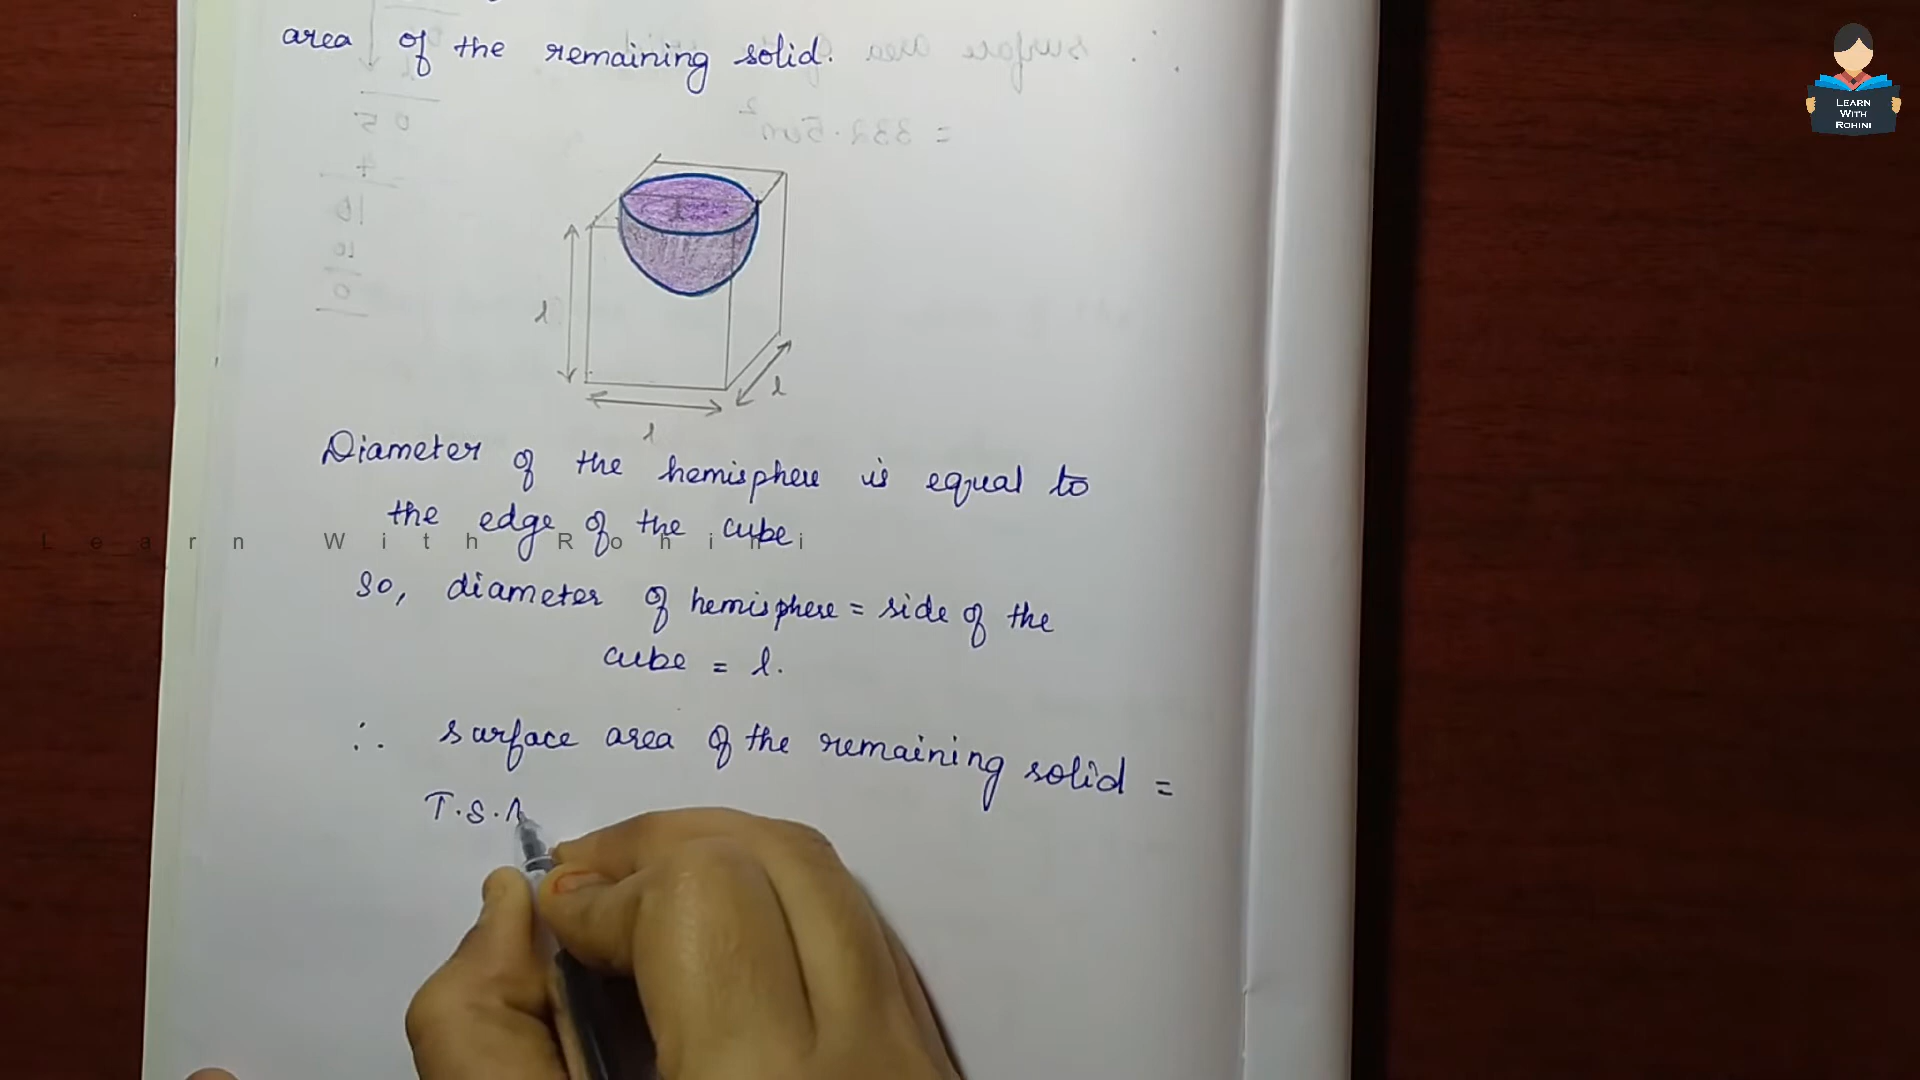 area of the remaining solid.
l
l
l
Diameter of the hemisphere is equal to
the edge of the cube
Learn With Rohini
So, diameter of hemisphere = side of the
cube = l.
∴ surface area of the remaining solid =
T.S.A
LEARN
WITH
ROHINI